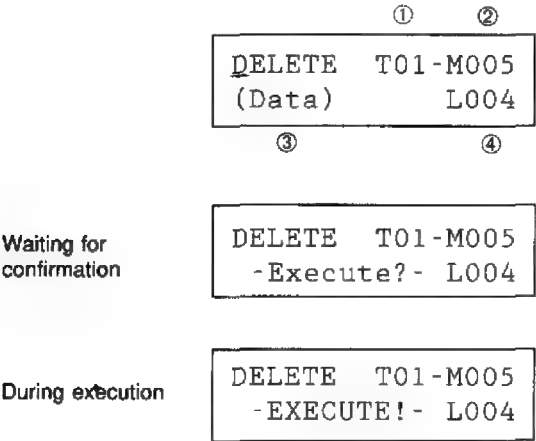 ① ②
DELETE T01-M005
(Data) L004
③ ④
Waiting for
confirmation
DELETE T01-M005
-Execute?- L004
During execution
DELETE T01-M005
-EXECUTE!- L004